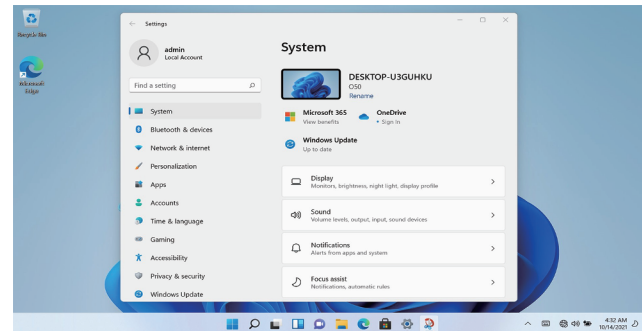 Recycle Bin
Microsoft
Edge
Settings
admin
Local Account
Find a setting
System
Bluetooth & devices
Network & internet
Personalization
Apps
Accounts
Time & language
Gaming
Accessibility
Privacy & security
Windows Update
System
DESKTOP-U3GUHKU
O50
Rename
Microsoft 365
View benefits
OneDrive
• Sign in
Windows Update
Up to date
Display
Monitors, brightness, night light, display profile
Sound
Volume levels, output, input, sound devices
Notifications
Alerts from apps and system
Focus assist
Notifications, automatic rules
4:32 AM
10/14/2021